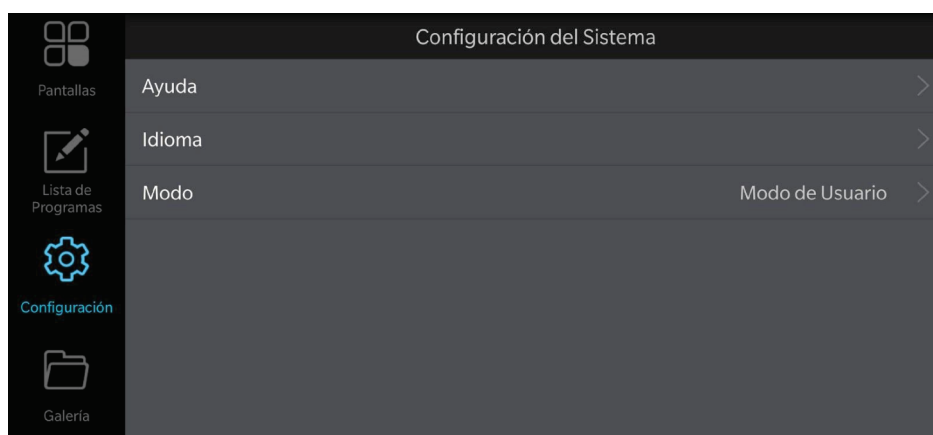 Configuración del Sistema
Pantallas
Ayuda
Idioma
Lista de
Programas
Modo
Modo de Usuario
Configuración
Galería